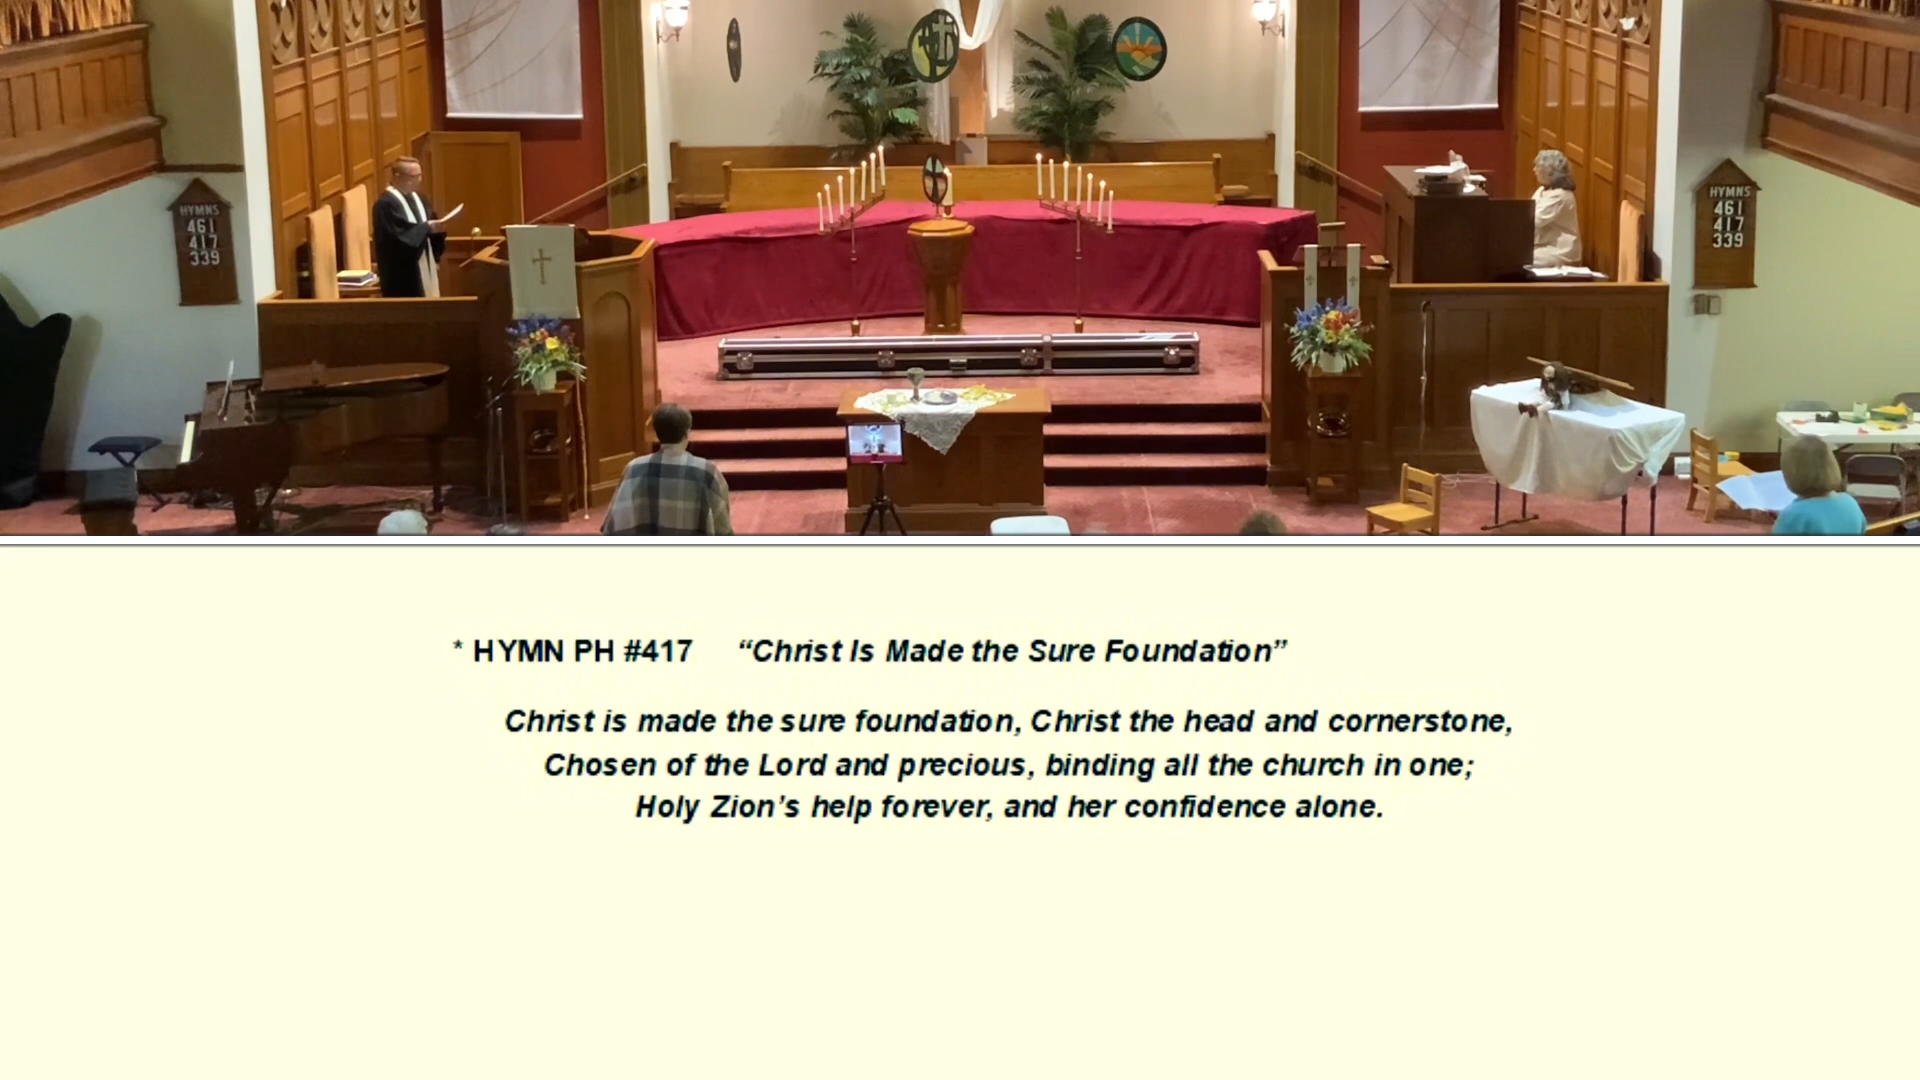 HYMNS
461
417
339
HYMNS
461
417
339
* HYMN PH #417 “Christ Is Made the Sure Foundation”
Christ is made the sure foundation, Christ the head and cornerstone,
Chosen of the Lord and precious, binding all the church in one;
Holy Zion’s help forever, and her confidence alone.